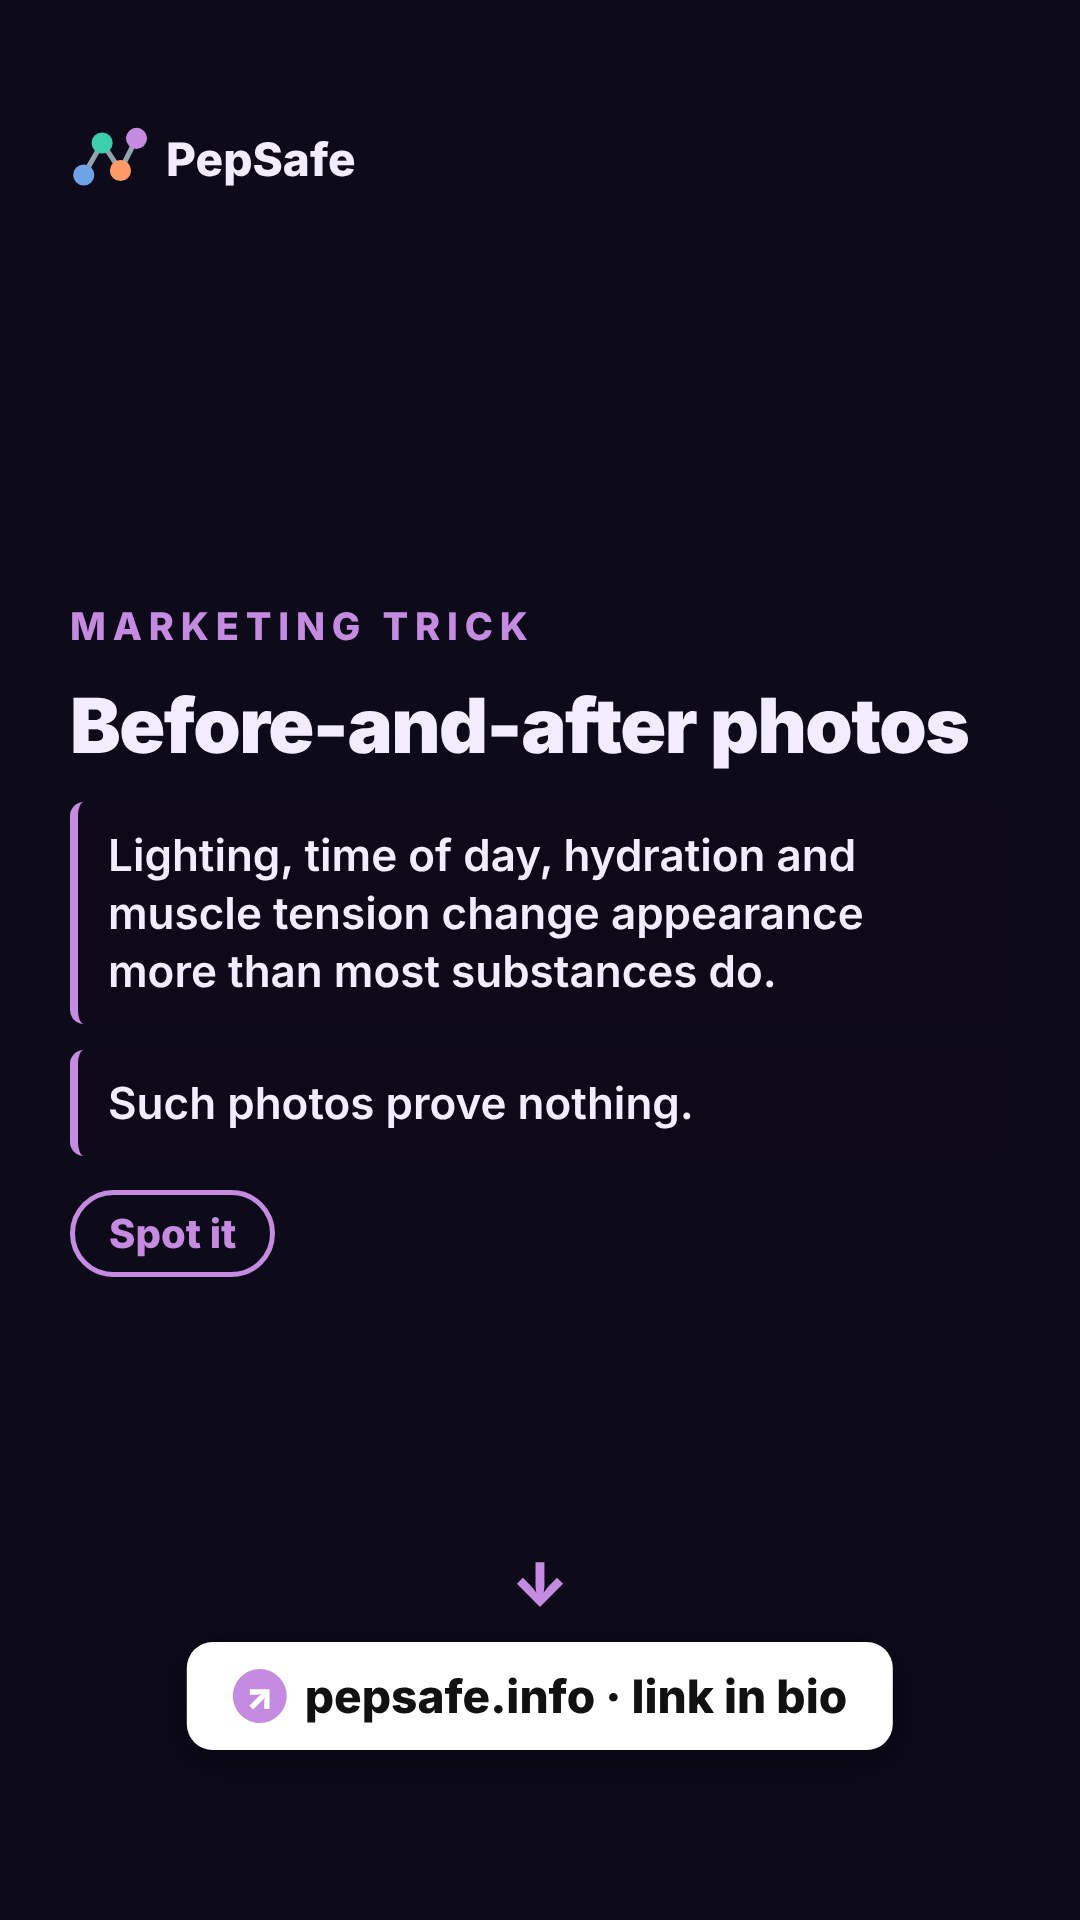 PepSafe
MARKETING TRICK
Before-and-after photos
Lighting, time of day, hydration and
muscle tension change appearance
more than most substances do.
Such photos prove nothing.
Spot it
pepsafe.info · link in bio